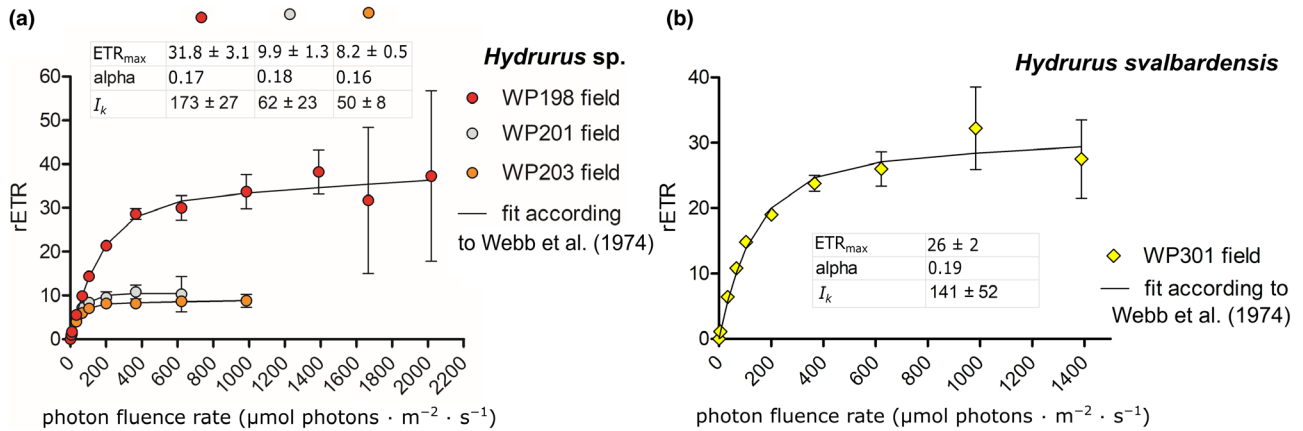 (a)
ETRmax 31.8 ± 3.1 9.9 ± 1.3 8.2 ± 0.5
alpha 0.17 0.18 0.16
Ik 173 ± 27 62 ± 23 50 ± 8
Hydrurus sp.
WP198 field
WP201 field
WP203 field
fit according
to Webb et al. (1974)
rETR
60
50
40
30
20
10
0
0 200 400 600 800 1000 1200 1400 1600 1800 2000 2200
photon fluence rate (µmol photons · m⁻² · s⁻¹)
(b)
Hydrurus svalbardensis
rETR
40
30
20
10
0
ETRmax 26 ± 2
alpha 0.19
Ik 141 ± 52
WP301 field
fit according to
Webb et al. (1974)
0 200 400 600 800 1000 1200 1400
photon fluence rate (µmol photons · m⁻² · s⁻¹)